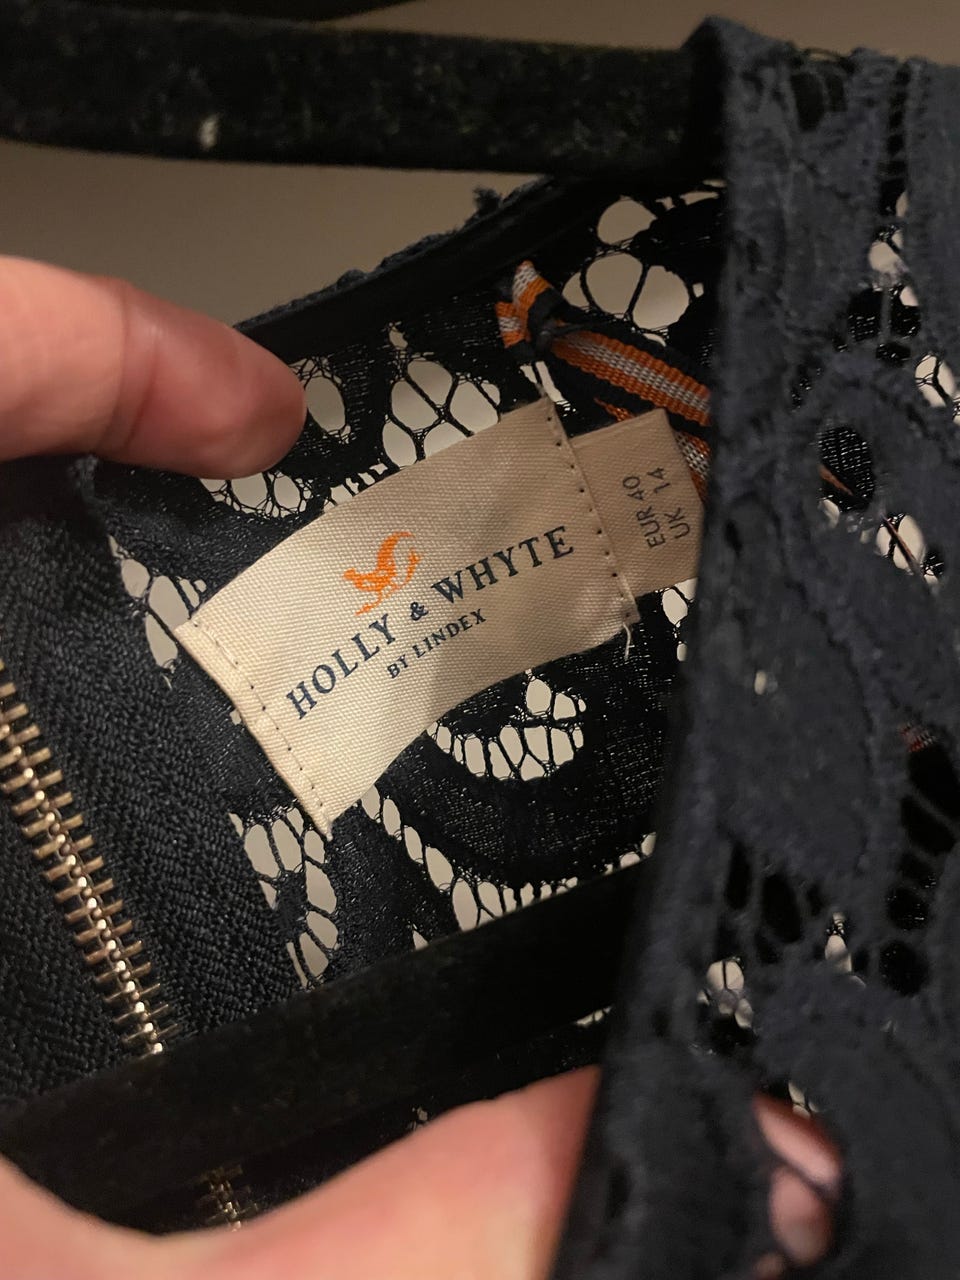 HOLLY & WHYTE
BY LINDEX
EUR 40
UK 14